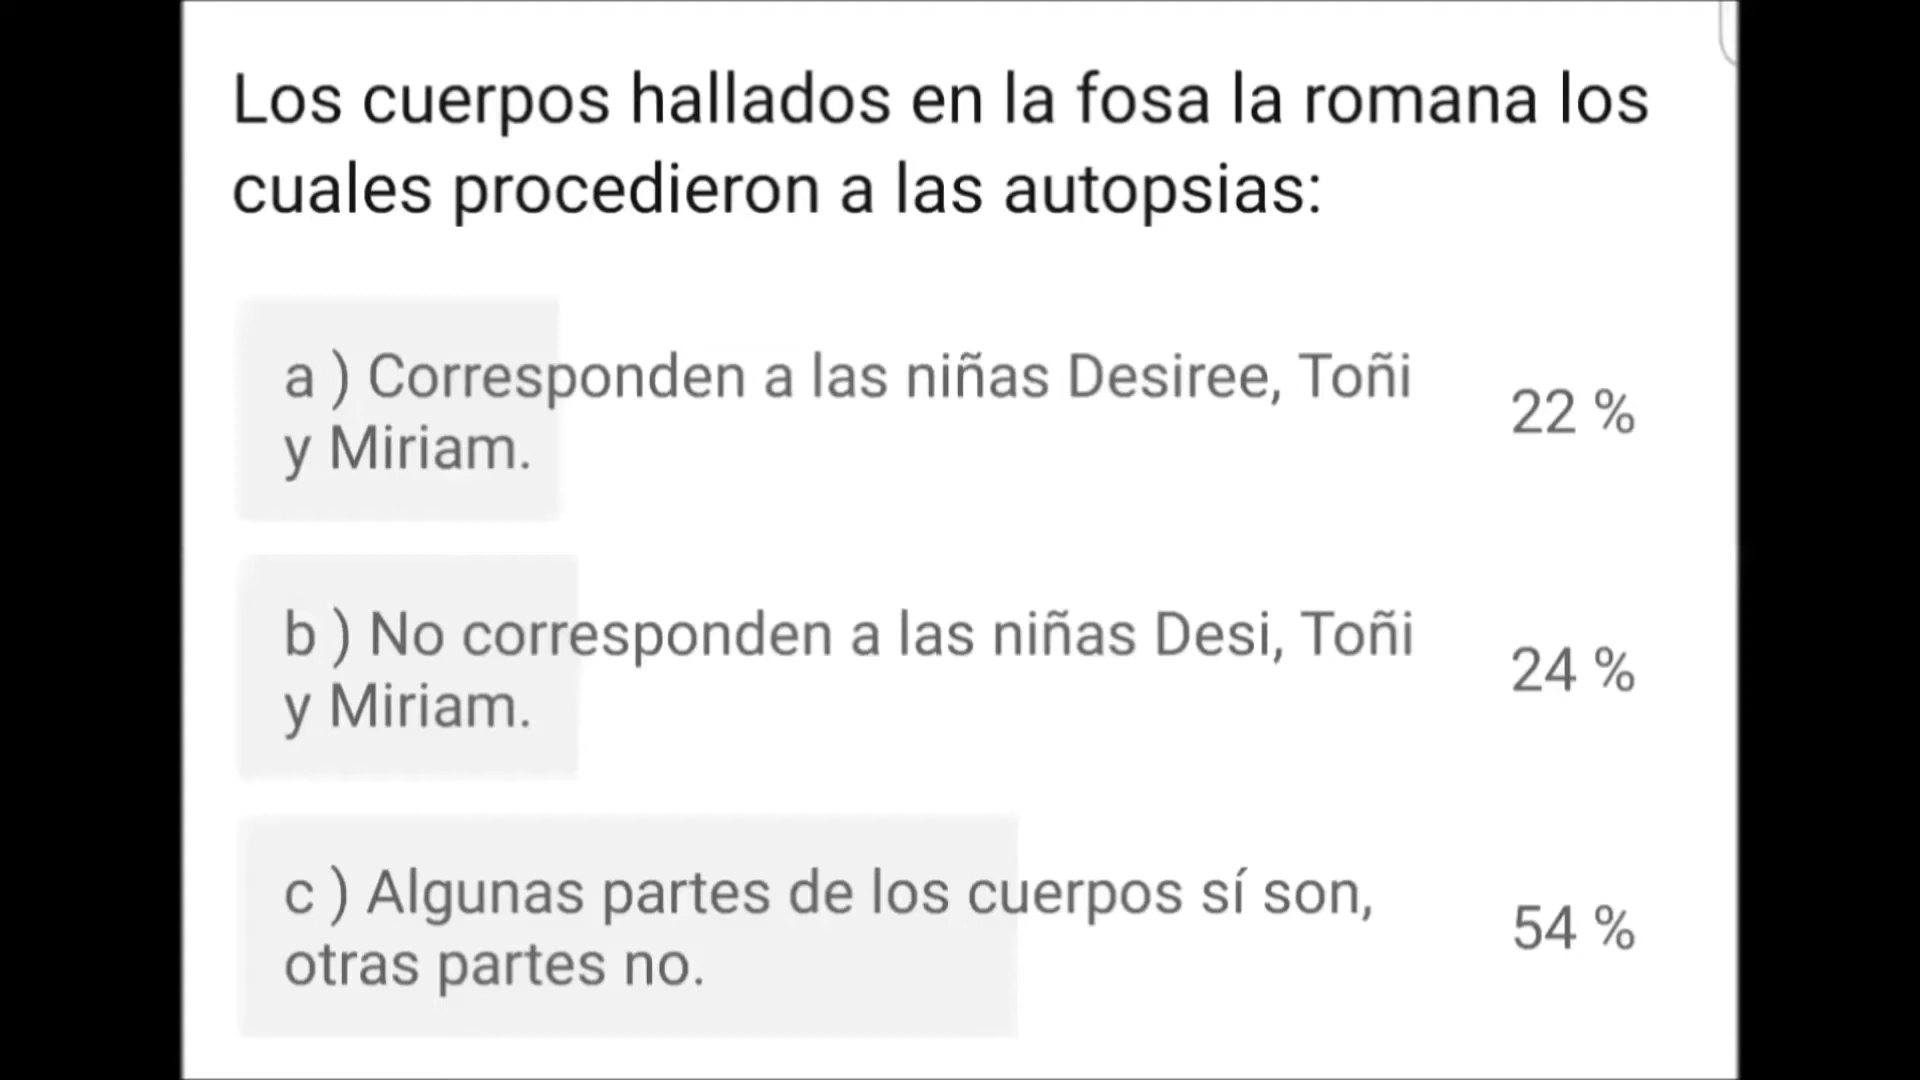 Los cuerpos hallados en la fosa la romana los
cuales procedieron a las autopsias:
a ) Corresponden a las niñas Desiree, Toñi
y Miriam.
22 %
b ) No corresponden a las niñas Desi, Toñi
y Miriam.
24 %
c ) Algunas partes de los cuerpos sí son,
otras partes no.
54 %